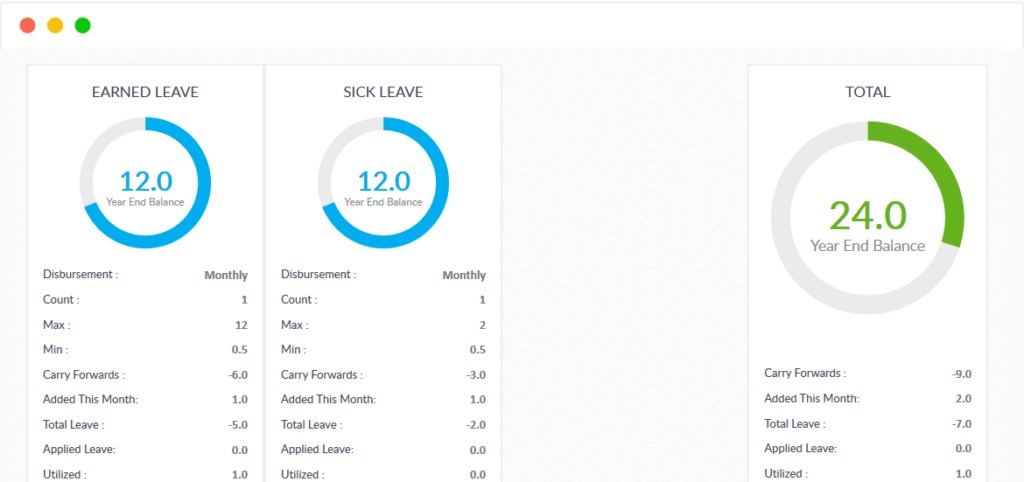 EARNED LEAVE
12.0
Year End Balance
Disbursement : Monthly
Count : 1
Max : 12
Min : 0.5
Carry Forwards : -6.0
Added This Month: 1.0
Total Leave : -5.0
Applied Leave: 0.0
Utilized : 1.0
SICK LEAVE
12.0
Year End Balance
Disbursement : Monthly
Count : 1
Max : 2
Min : 0.5
Carry Forwards : -3.0
Added This Month: 1.0
Total Leave : -2.0
Applied Leave: 0.0
Utilized : 0.0
TOTAL
24.0
Year End Balance
Carry Forwards : -9.0
Added This Month: 2.0
Total Leave : -7.0
Applied Leave: 0.0
Utilized : 1.0